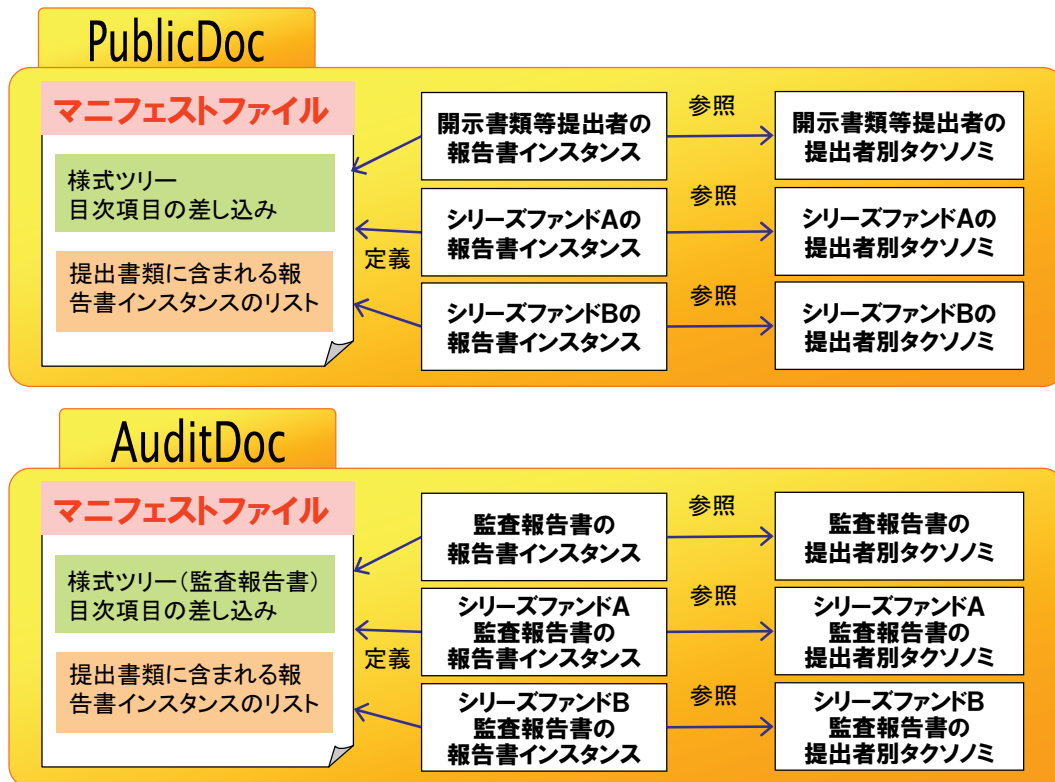 PublicDoc
マニフェストファイル
様式ツリー
目次項目の差し込み
提出書類に含まれる報
告書インスタンスのリスト
定義
開示書類等提出者の
報告書インスタンス
参照
開示書類等提出者の
提出者別タクソノミ
シリーズファンドAの
報告書インスタンス
参照
シリーズファンドAの
提出者別タクソノミ
シリーズファンドBの
報告書インスタンス
参照
シリーズファンドBの
提出者別タクソノミ
AuditDoc
マニフェストファイル
様式ツリー(監査報告書)
目次項目の差し込み
提出書類に含まれる報
告書インスタンスのリスト
定義
監査報告書の
報告書インスタンス
参照
監査報告書の
提出者別タクソノミ
シリーズファンドA
監査報告書の
報告書インスタンス
参照
シリーズファンドA
監査報告書の
提出者別タクソノミ
シリーズファンドB
監査報告書の
報告書インスタンス
参照
シリーズファンドB
監査報告書の
提出者別タクソノミ